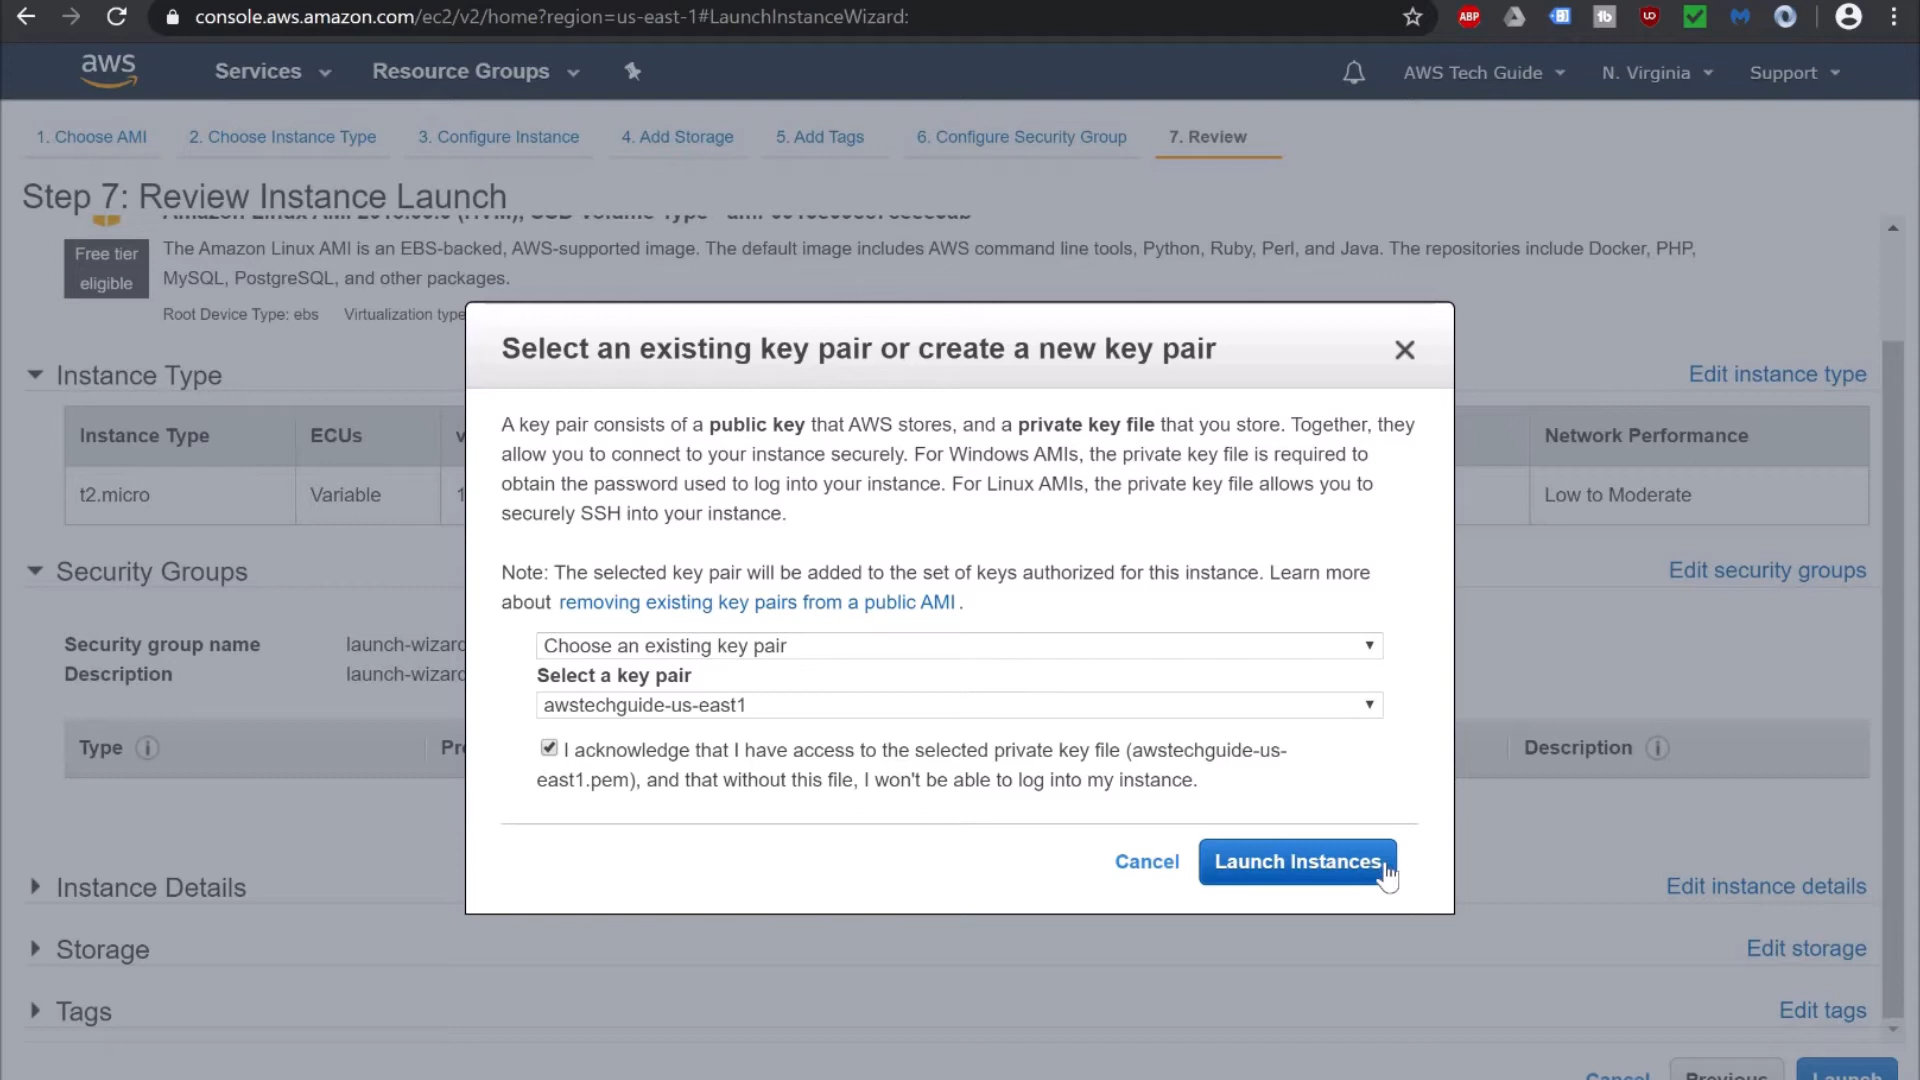 console.aws.amazon.com/ec2/v2/home?region=us-east-1#LaunchInstanceWizard:
ABP
aws
Services
Resource Groups
AWS Tech Guide
N. Virginia
Support
1. Choose AMI
2. Choose Instance Type
3. Configure Instance
4. Add Storage
5. Add Tags
6. Configure Security Group
7. Review
Step 7: Review Instance Launch
Free tier
eligible
The Amazon Linux AMI is an EBS-backed, AWS-supported image. The default image includes AWS command line tools, Python, Ruby, Perl, and Java. The repositories include Docker, PHP,
MySQL, PostgreSQL, and other packages.
Root Device Type: ebs
Virtualization type
Select an existing key pair or create a new key pair
A key pair consists of a public key that AWS stores, and a private key file that you store. Together, they
allow you to connect to your instance securely. For Windows AMIs, the private key file is required to
obtain the password used to log into your instance. For Linux AMIs, the private key file allows you to
securely SSH into your instance.
Note: The selected key pair will be added to the set of keys authorized for this instance. Learn more
about removing existing key pairs from a public AMI.
Choose an existing key pair
Select a key pair
awstechguide-us-east1
I acknowledge that I have access to the selected private key file (awstechguide-us-
east1.pem), and that without this file, I won't be able to log into my instance.
Cancel
Launch Instances
Instance Type
Edit instance type
Instance Type
ECUs
Network Performance
t2.micro
Variable
1
Low to Moderate
Security Groups
Edit security groups
Security group name
launch-wizard
Description
launch-wizard
Type
Description
Instance Details
Edit instance details
Storage
Edit storage
Tags
Edit tags
Cancel
Previous
Launch